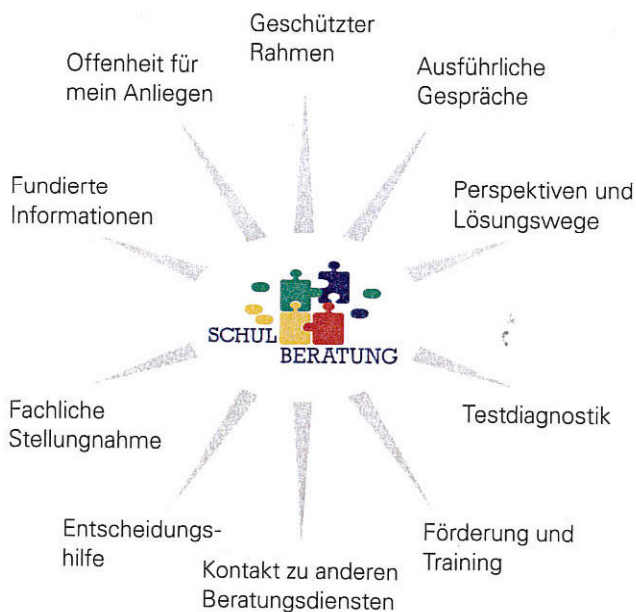 Geschützter
Rahmen
Offenheit für
mein Anliegen
Ausführliche
Gespräche
Fundierte
Informationen
Perspektiven und
Lösungswege
SCHUL
BERATUNG
Fachliche
Stellungnahme
Testdiagnostik
Entscheidungs-
hilfe
Kontakt zu anderen
Beratungsdiensten
Förderung und
Training